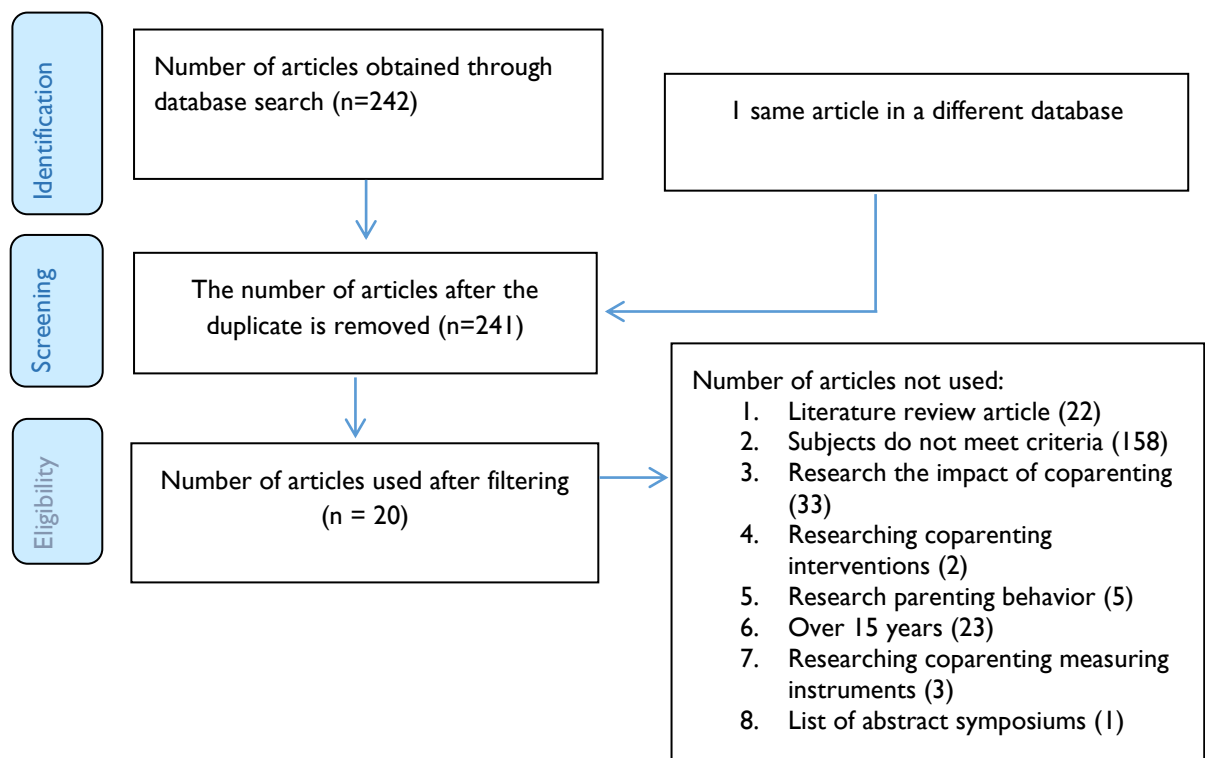 Identification
Number of articles obtained through
database search (n=242)
1 same article in a different database
Screening
The number of articles after the
duplicate is removed (n=241)
Eligibility
Number of articles used after filtering
(n = 20)
Number of articles not used:
1. Literature review article (22)
2. Subjects do not meet criteria (158)
3. Research the impact of coparenting
(33)
4. Researching coparenting
interventions (2)
5. Research parenting behavior (5)
6. Over 15 years (23)
7. Researching coparenting measuring
instruments (3)
8. List of abstract symposiums (1)